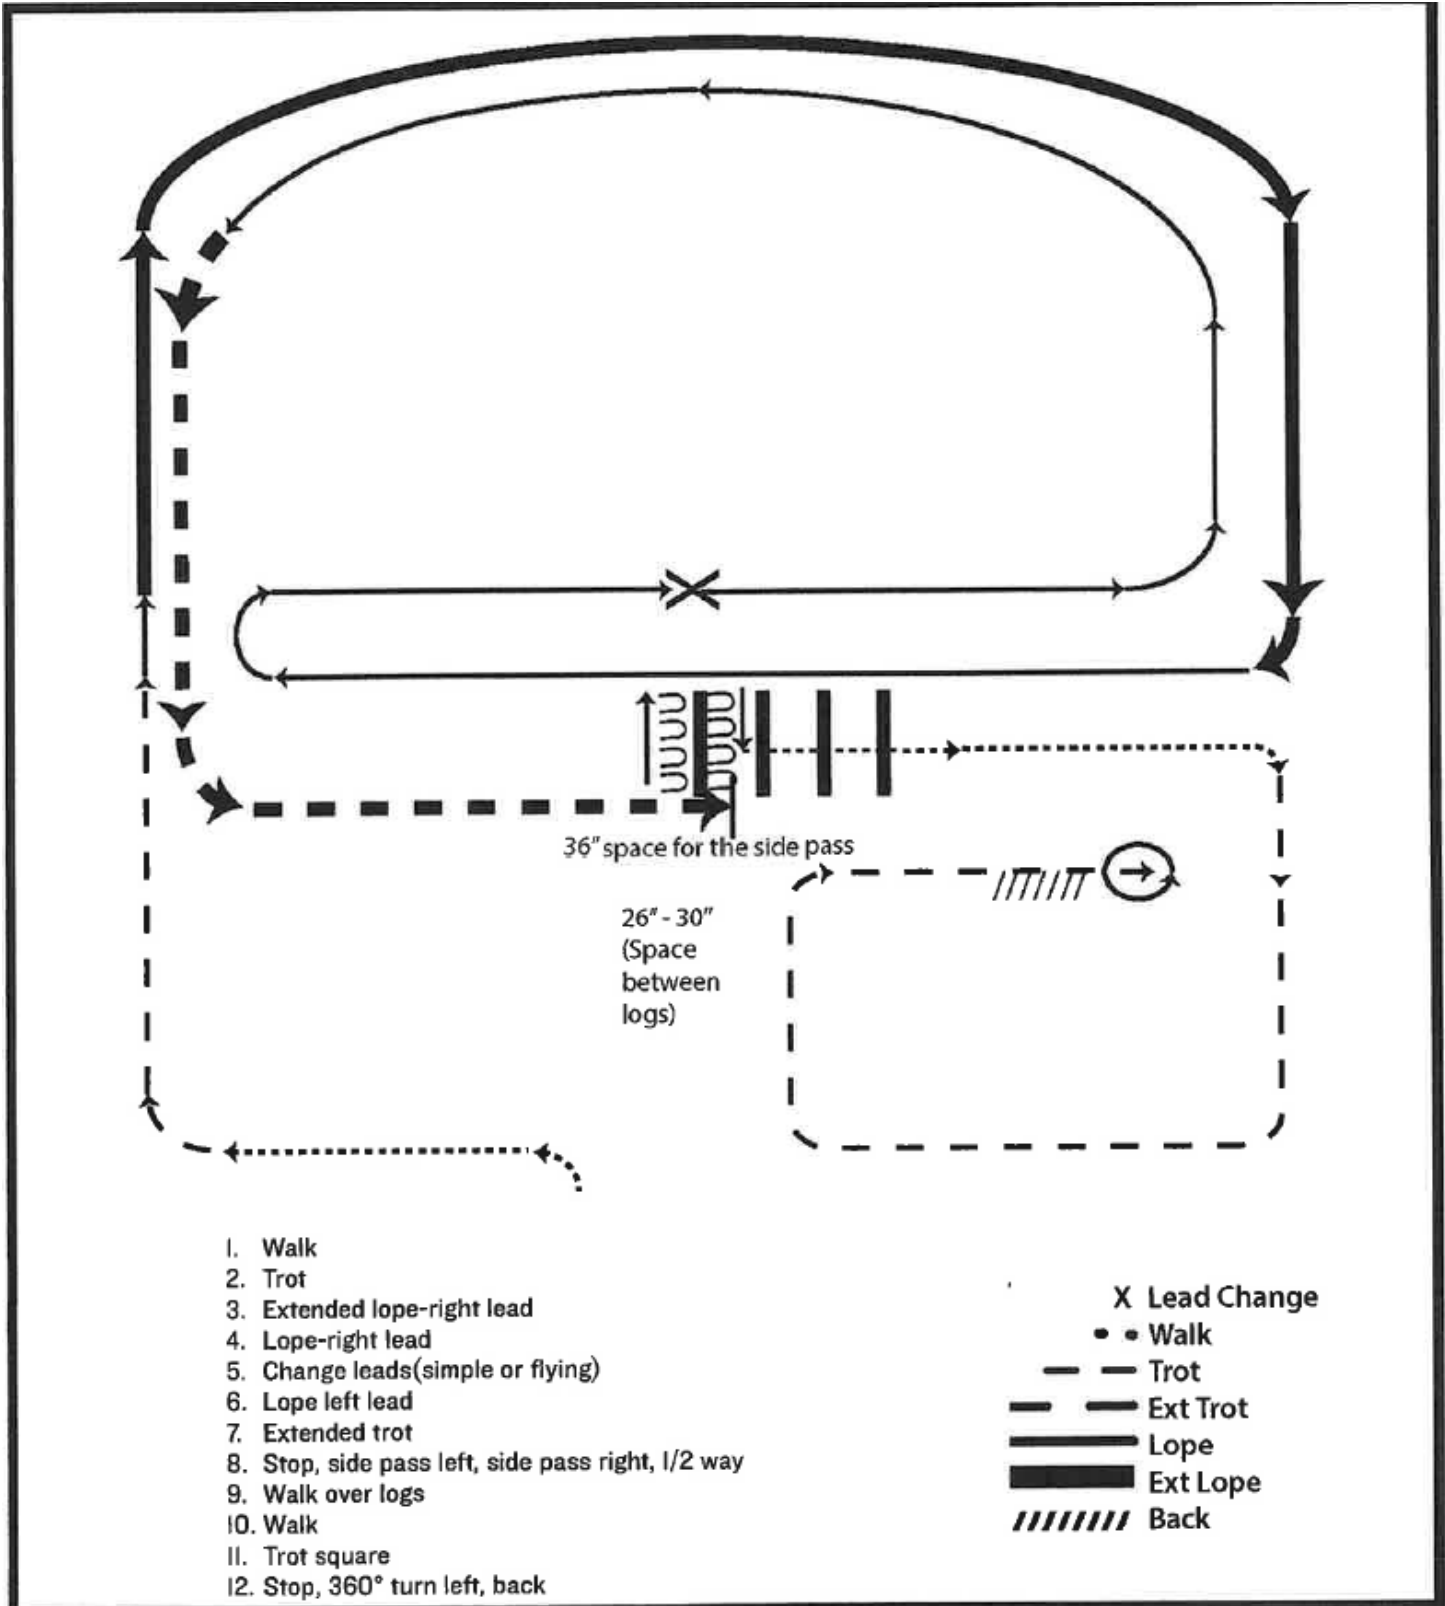 36" space for the side pass
26" - 30"
(Space
between
logs)
1. Walk
2. Trot
3. Extended lope-right lead
4. Lope-right lead
5. Change leads(simple or flying)
6. Lope left lead
7. Extended trot
8. Stop, side pass left, side pass right, 1/2 way
9. Walk over logs
10. Walk
11. Trot square
12. Stop, 360° turn left, back
X Lead Change
Walk
Trot
Ext Trot
Lope
Ext Lope
Back